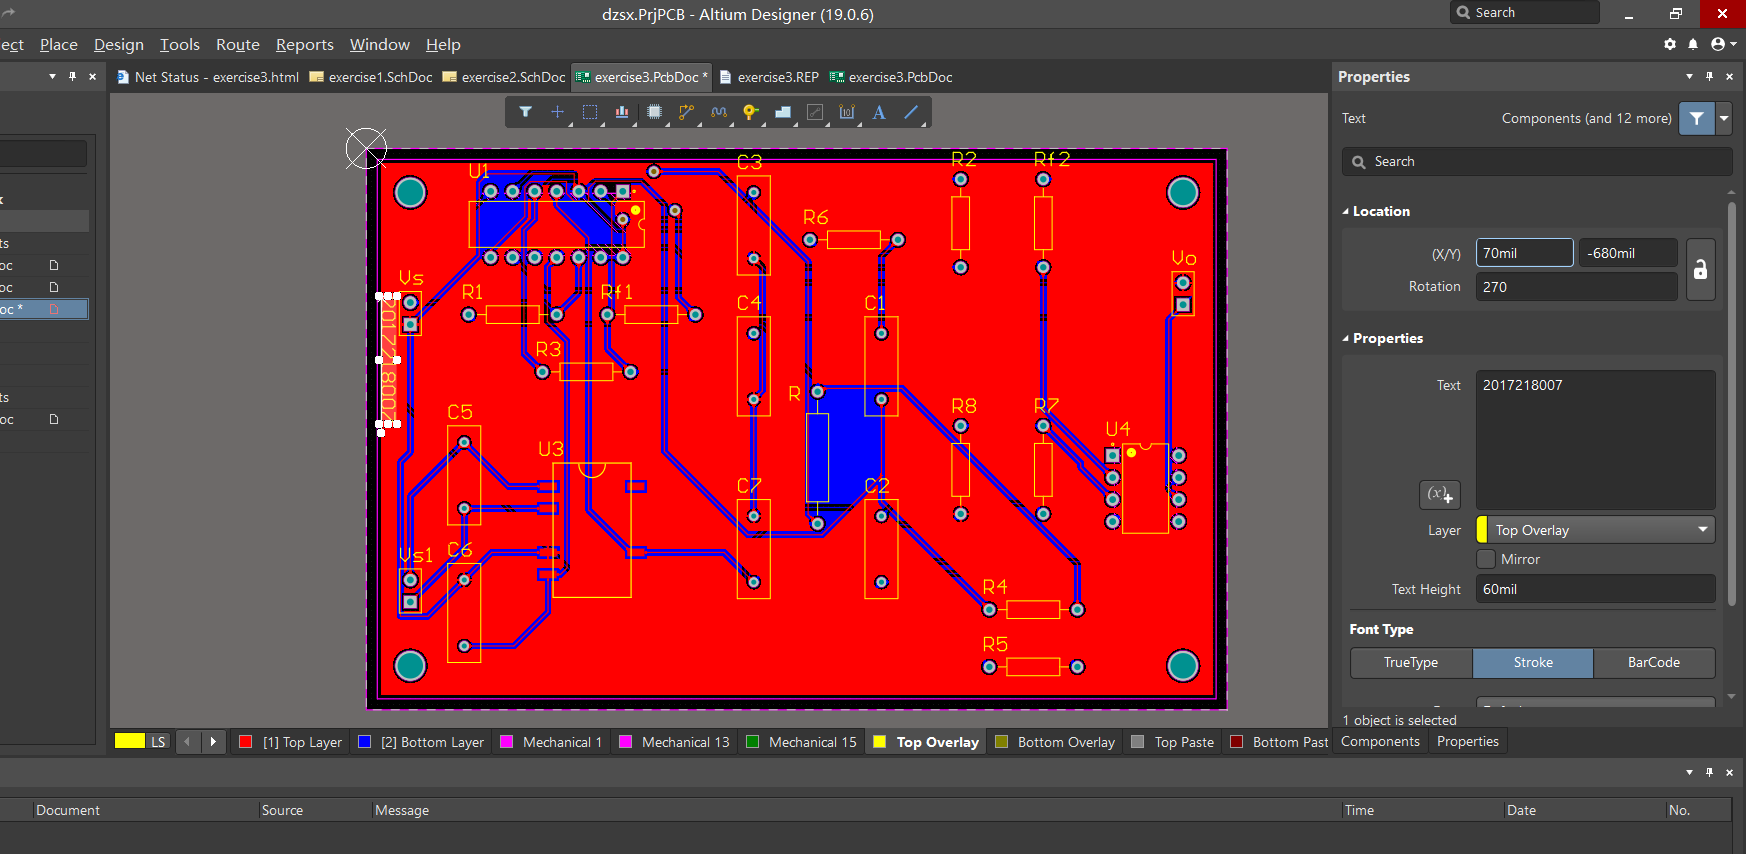 dzsx.PrjPCB - Altium Designer (19.0.6)
Search
ect Place Design Tools Route Reports Window Help
Net Status - exercise3.html
exercise1.SchDoc
exercise2.SchDoc
exercise3.PcbDoc *
exercise3.REP
exercise3.PcbDoc
Properties
Text
Components (and 12 more)
Search
Location
(X/Y)
70mil
-680mil
Rotation
270
Properties
Text
2017218007
Layer
Top Overlay
Mirror
Text Height
60mil
Font Type
TrueType
Stroke
BarCode
1 object is selected
Components
Properties
ts
oc
oc
oc *
ts
oc
U1
C3
R2
Rf2
R6
Vs
Vo
R1
Rf1
C4
C1
2017218007
R3
R
C5
R8
R7
U4
U3
C7
C2
Vs1
C6
R4
R5
LS
[1] Top Layer
[2] Bottom Layer
Mechanical 1
Mechanical 13
Mechanical 15
Top Overlay
Bottom Overlay
Top Paste
Bottom Past
Document
Source
Message
Time
Date
No.